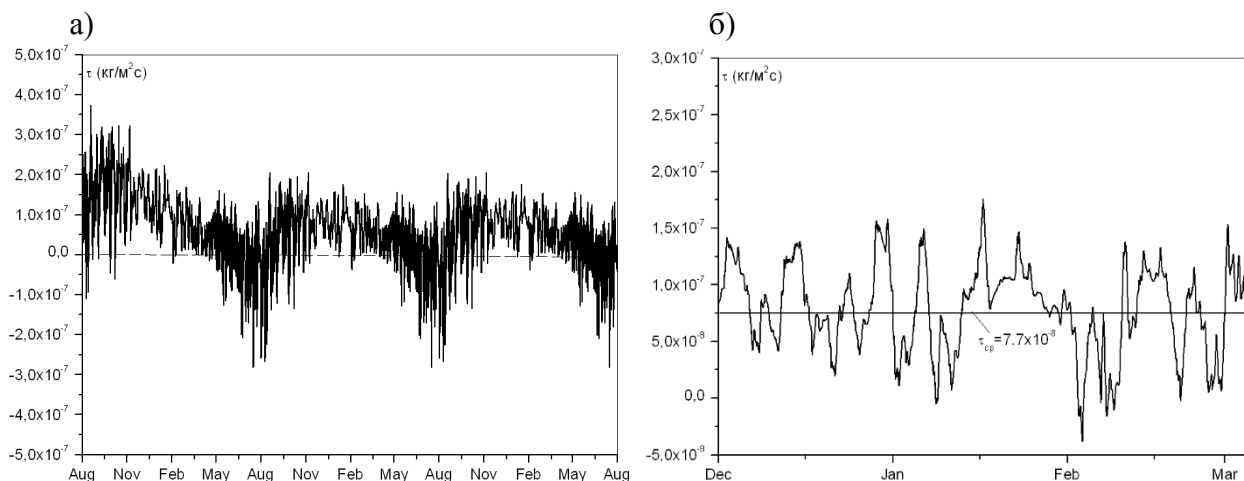 а)
5,0x10⁻⁷
τ (кг/м²с)
4,0x10⁻⁷
3,0x10⁻⁷
2,0x10⁻⁷
1,0x10⁻⁷
0,0
-1,0x10⁻⁷
-2,0x10⁻⁷
-3,0x10⁻⁷
-4,0x10⁻⁷
-5,0x10⁻⁷
Aug Nov Feb May Aug Nov Feb May Aug Nov Feb May Aug
б)
3,0x10⁻⁷
τ (кг/м²с)
2,5x10⁻⁷
2,0x10⁻⁷
1,5x10⁻⁷
1,0x10⁻⁷
τср=7.7x10⁻⁸
5,0x10⁻⁸
0,0
-5,0x10⁻⁸
Dec Jan Feb Mar